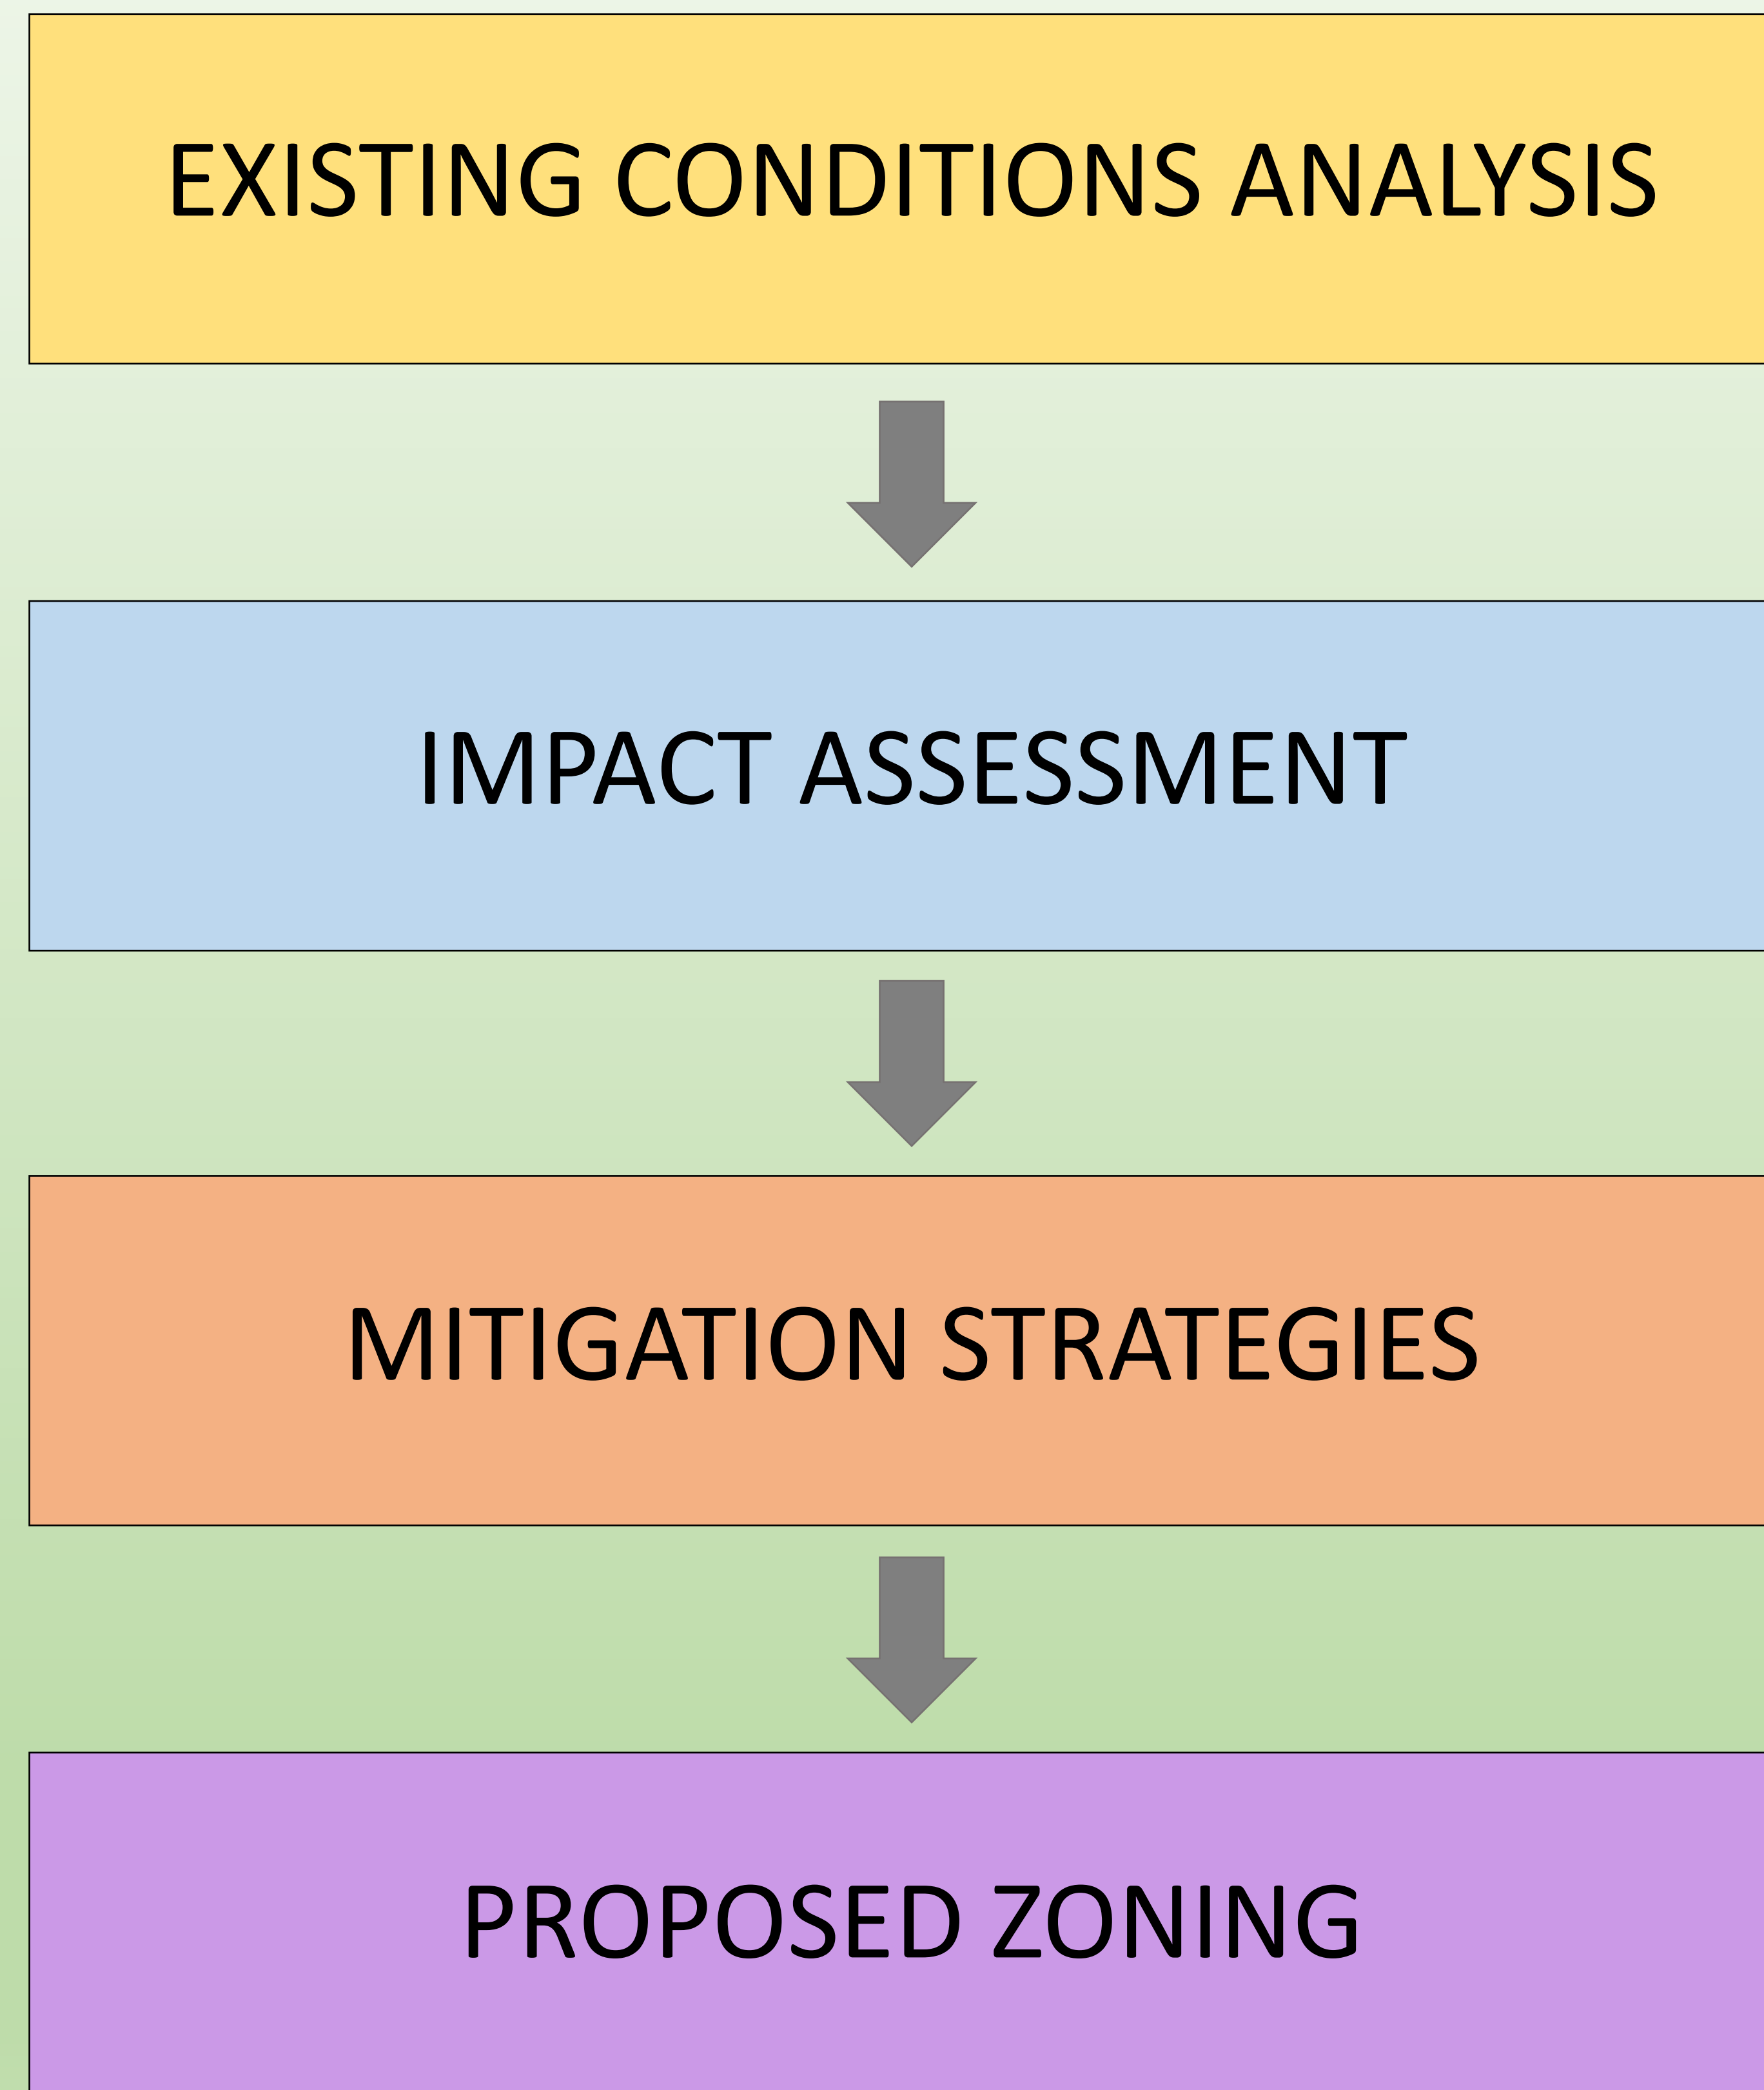 EXISTING CONDITIONS ANALYSIS
IMPACT ASSESSMENT
MITIGATION STRATEGIES
PROPOSED ZONING